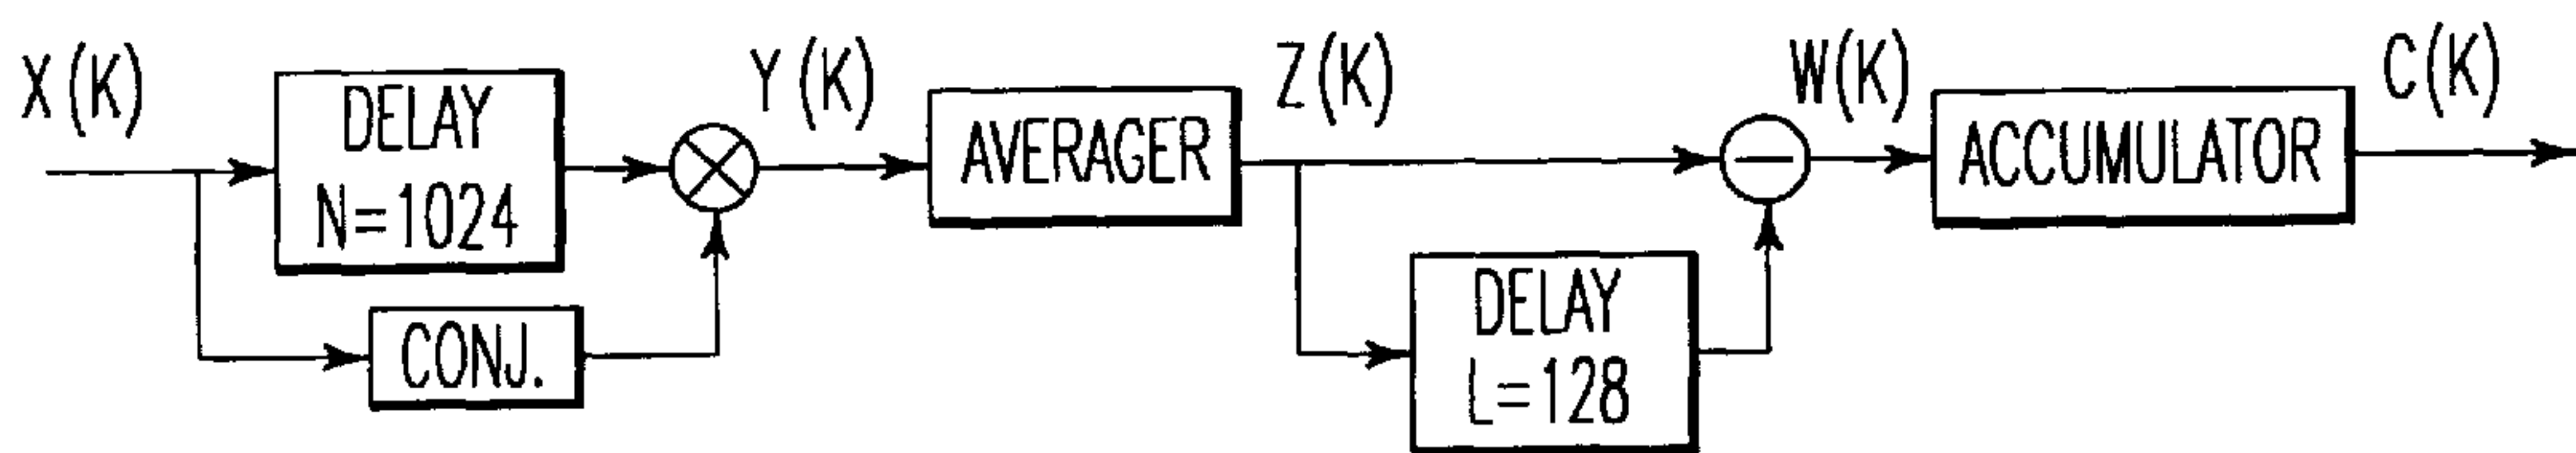 X(K)
DELAY
N=1024
CONJ.
Y(K)
AVERAGER
Z(K)
DELAY
L=128
W(K)
ACCUMULATOR
C(K)